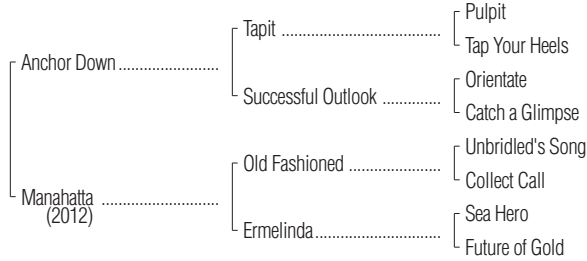 Pulpit
Tapit
Tap Your Heels
Anchor Down
Orientate
Successful Outlook
Catch a Glimpse
Unbridled's Song
Old Fashioned
Collect Call
Manahatta
(2012)
Sea Hero
Ermelinda
Future of Gold